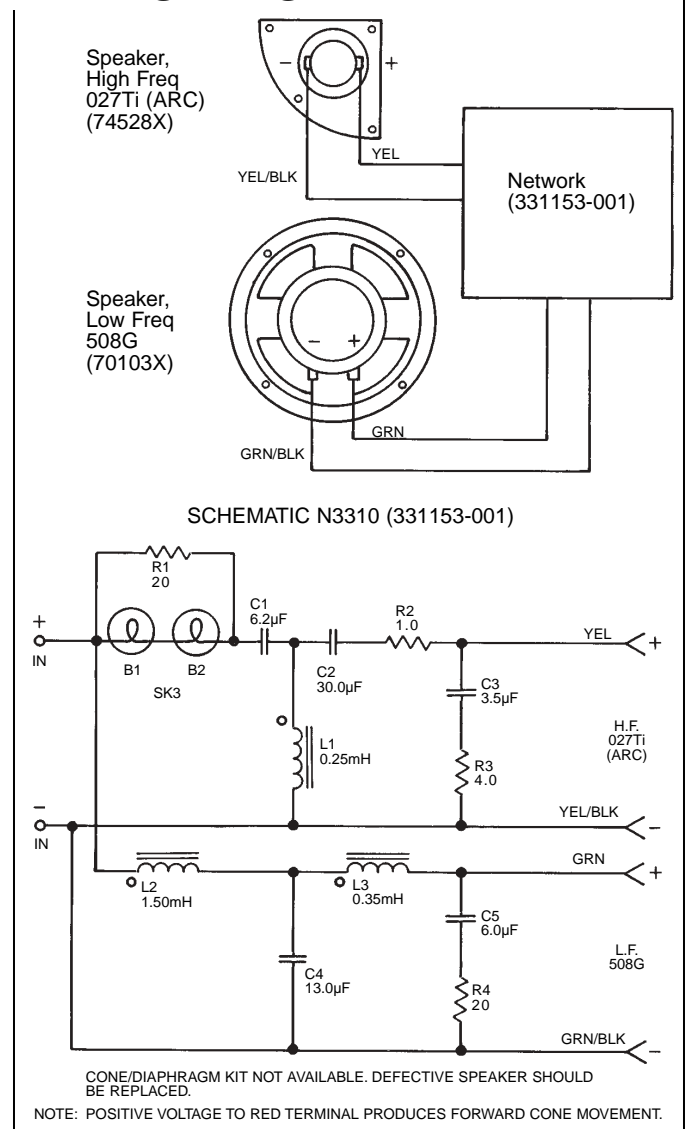 Speaker,
High Freq
027Ti (ARC)
(74528X)
–
+
YEL
YEL/BLK
Network
(331153-001)
Speaker,
Low Freq
508G
(70103X)
–
+
GRN
GRN/BLK
SCHEMATIC N3310 (331153-001)
R1
20
+
IN
B1
B2
SK3
C1
6.2µF
C2
30.0µF
R2
1.0
YEL
+
C3
3.5µF
L1
0.25mH
R3
4.0
H.F.
027Ti
(ARC)
–
IN
YEL/BLK
–
L2
1.50mH
L3
0.35mH
GRN
+
C5
6.0µF
C4
13.0µF
R4
20
L.F.
508G
GRN/BLK
–
CONE/DIAPHRAGM KIT NOT AVAILABLE. DEFECTIVE SPEAKER SHOULD
BE REPLACED.
NOTE: POSITIVE VOLTAGE TO RED TERMINAL PRODUCES FORWARD CONE MOVEMENT.